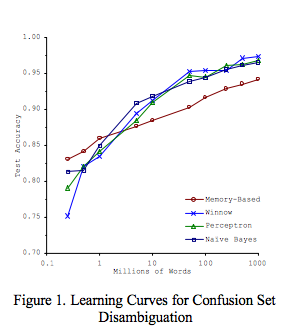 1.00
0.95
0.90
0.85
0.80
0.75
0.70
Test Accuracy
0.1
1
10
100
1000
Millions of Words
Memory-Based
Winnow
Perceptron
Naïve Bayes
Figure 1. Learning Curves for Confusion Set
Disambiguation